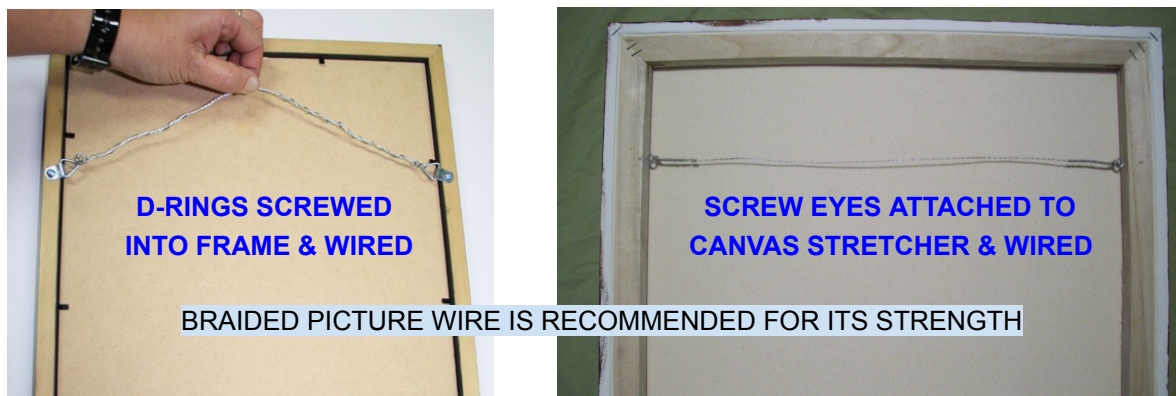 D-RINGS SCREWED
INTO FRAME & WIRED
SCREW EYES ATTACHED TO
CANVAS STRETCHER & WIRED
BRAIDED PICTURE WIRE IS RECOMMENDED FOR ITS STRENGTH